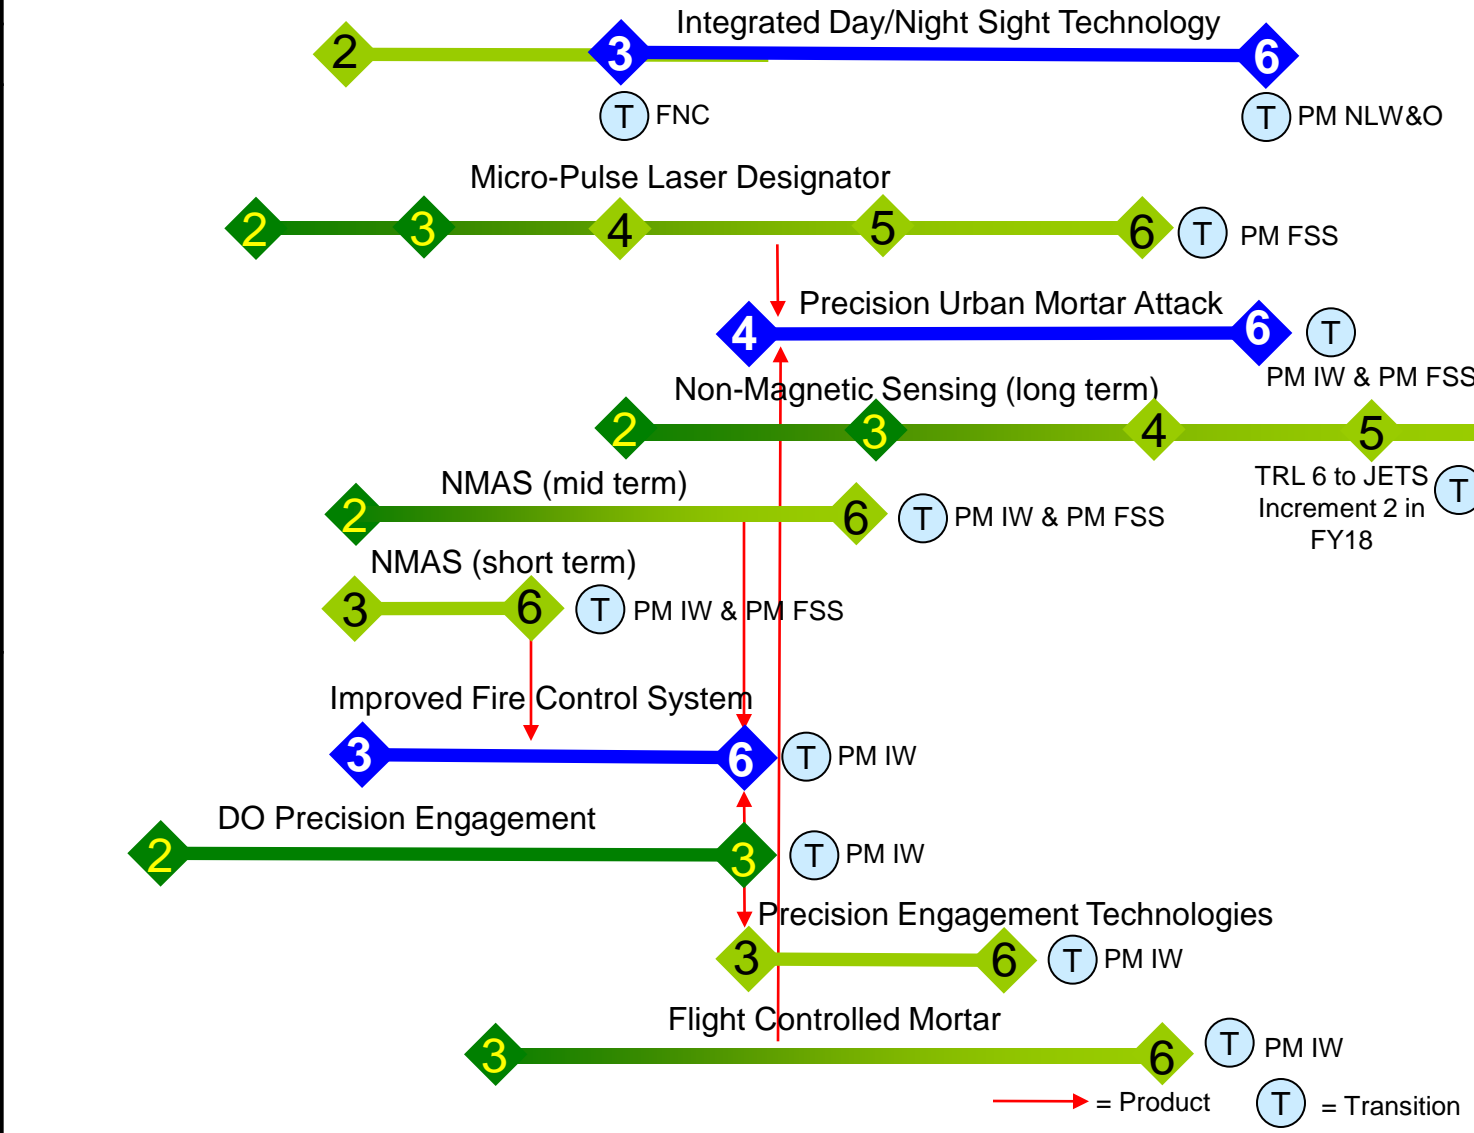 Integrated Day/Night Sight Technology
2 3 6
T FNC T PM NLW&O
Micro-Pulse Laser Designator
2 3 4 5 6 T PM FSS
Precision Urban Mortar Attack
4 6 T
PM IW & PM FSS
Non-Magnetic Sensing (long term)
2 3 4 5
TRL 6 to JETS T
Increment 2 in
FY18
NMAS (mid term)
2 6 T PM IW & PM FSS
NMAS (short term)
3 6 T PM IW & PM FSS
Improved Fire Control System
3 6 T PM IW
DO Precision Engagement
2 3 T PM IW
Precision Engagement Technologies
3 6 T PM IW
Flight Controlled Mortar
3 6 T PM IW
= Product T = Transition